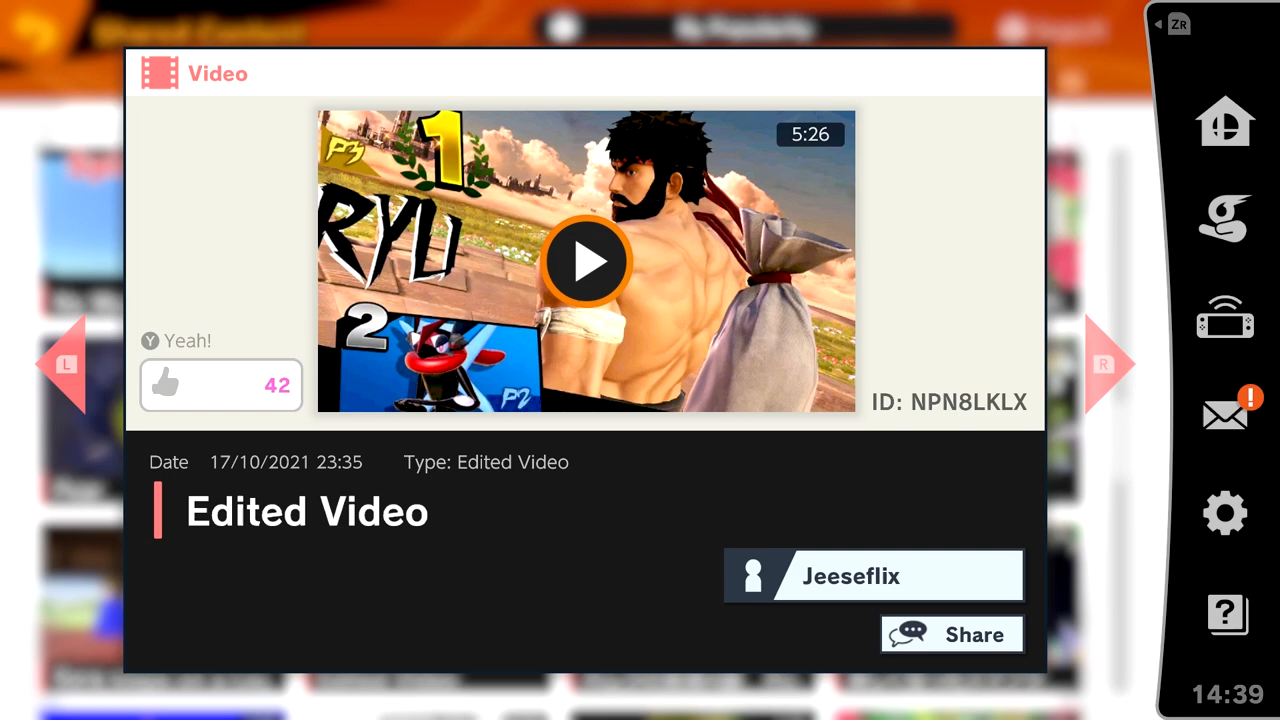 ZR
Video
5:26
P3
1
RYU
2
P2
Y Yeah!
42
L
R
ID: NPN8LKLX
!
Date 17/10/2021 23:35 Type: Edited Video
Edited Video
Jeeseflix
Share
?
14:39